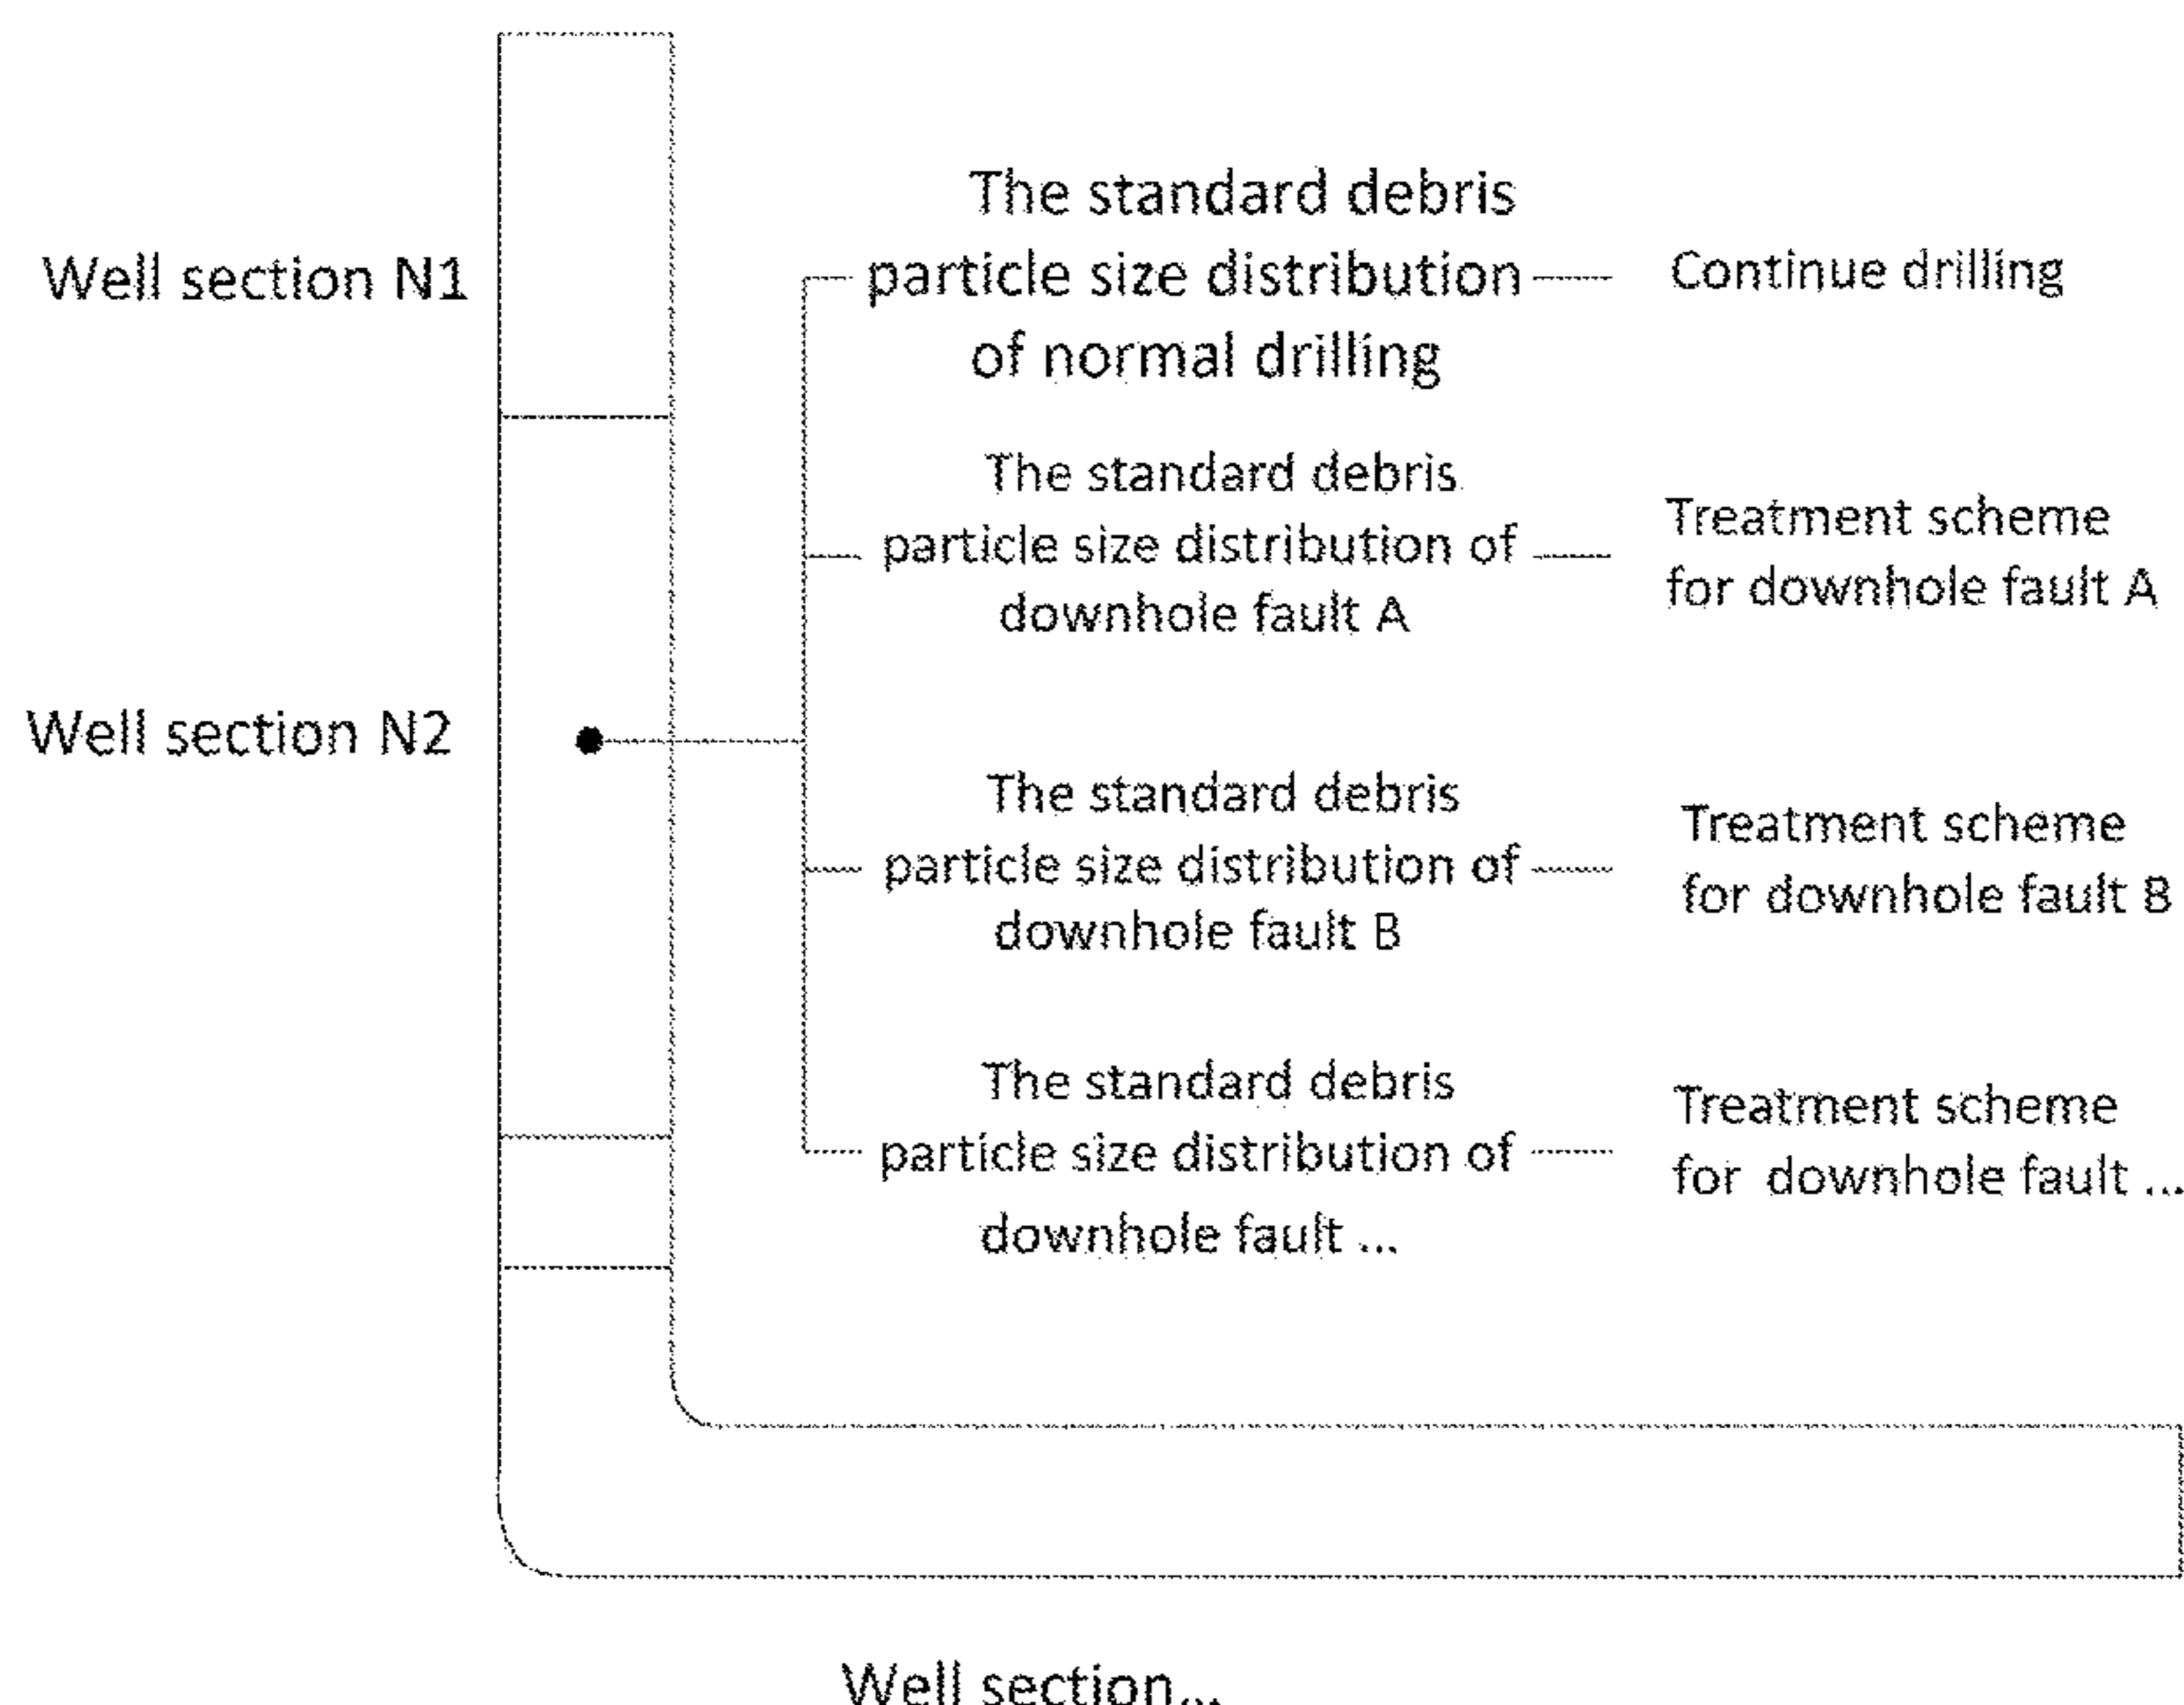 Well section N1
The standard debris
particle size distribution
of normal drilling
Continue drilling
The standard debris
particle size distribution of
downhole fault A
Treatment scheme
for downhole fault A
Well section N2
The standard debris
particle size distribution of
downhole fault B
Treatment scheme
for downhole fault B
The standard debris
particle size distribution of
downhole fault ...
Treatment scheme
for downhole fault ...
Well section...